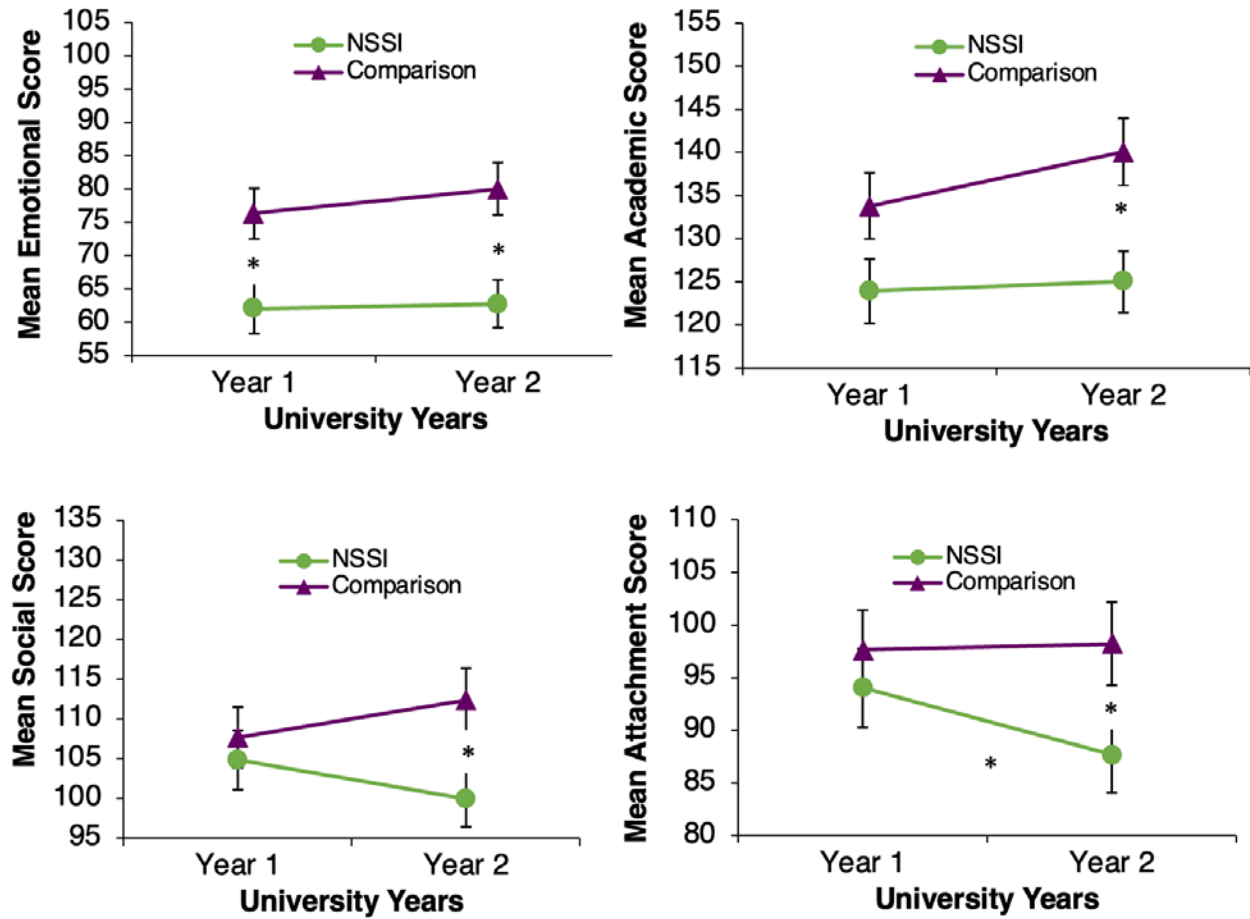 Mean Emotional Score
105
100
95
90
85
80
75
70
65
60
55
NSSI
Comparison
*
*
Year 1
Year 2
University Years
Mean Academic Score
155
150
145
140
135
130
125
120
115
NSSI
Comparison
*
Year 1
Year 2
University Years
Mean Social Score
135
130
125
120
115
110
105
100
95
NSSI
Comparison
*
Year 1
Year 2
University Years
Mean Attachment Score
110
105
100
95
90
85
80
NSSI
Comparison
*
*
Year 1
Year 2
University Years